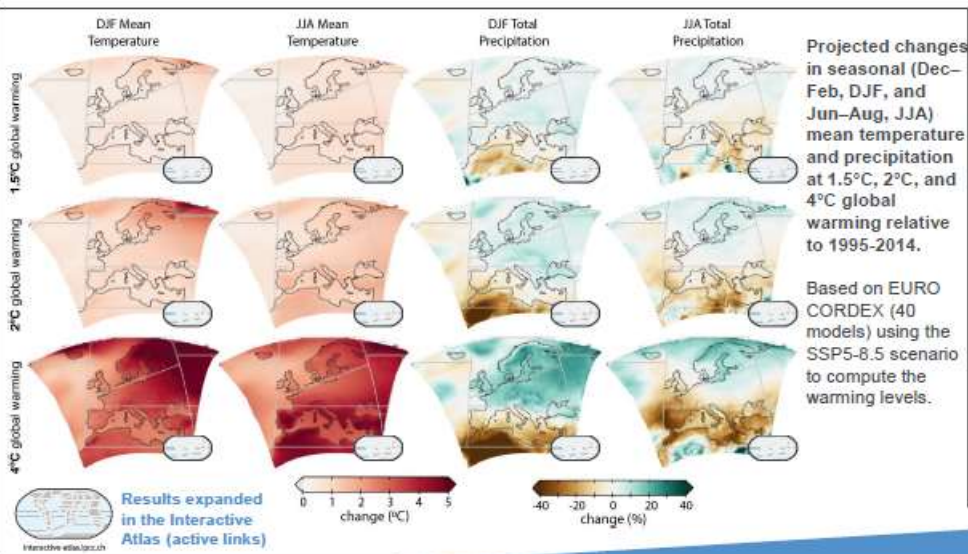 DJF Mean
Temperature
JJA Mean
Temperature
DJF Total
Precipitation
JJA Total
Precipitation
1.5ºC global warming
2ºC global warming
4ºC global warming
Projected changes
in seasonal (Dec–
Feb, DJF, and
Jun–Aug, JJA)
mean temperature
and precipitation
at 1.5°C, 2°C, and
4°C global
warming relative
to 1995-2014.
Based on EURO
CORDEX (40
models) using the
SSP5-8.5 scenario
to compute the
warming levels.
0 1 2 3 4 5
change (ºC)
-40 -20 0 20 40
change (%)
Results expanded
in the Interactive
Atlas (active links)
interactive-atlas.ipcc.ch